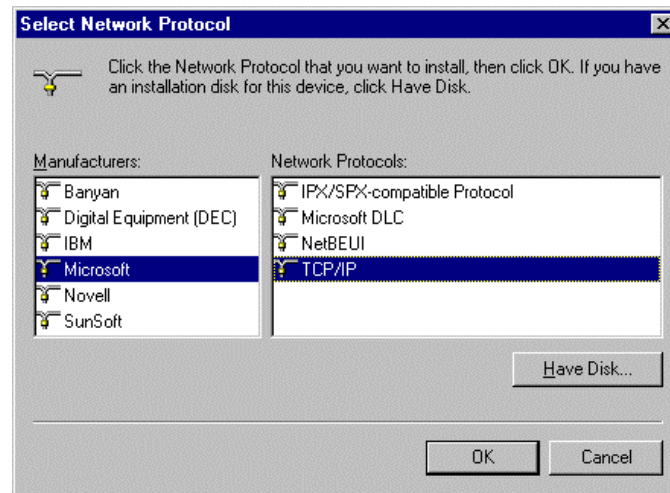 Select Network Protocol
Click the Network Protocol that you want to install, then click OK. If you have
an installation disk for this device, click Have Disk.
Manufacturers:
Banyan
Digital Equipment (DEC)
IBM
Microsoft
Novell
SunSoft
Network Protocols:
IPX/SPX-compatible Protocol
Microsoft DLC
NetBEUI
TCP/IP
Have Disk...
OK
Cancel